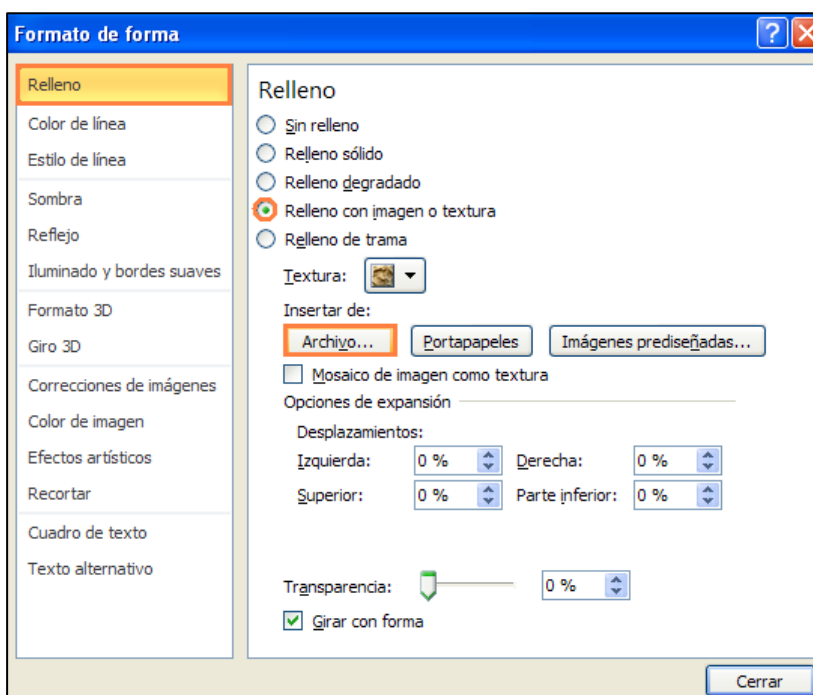 Formato de forma
Relleno
Color de línea
Estilo de línea
Sombra
Reflejo
Iluminado y bordes suaves
Formato 3D
Giro 3D
Correcciones de imágenes
Color de imagen
Efectos artísticos
Recortar
Cuadro de texto
Texto alternativo
Relleno
Sin relleno
Relleno sólido
Relleno degradado
Relleno con imagen o textura
Relleno de trama
Textura:
Insertar de:
Archivo... Portapapeles Imágenes prediseñadas...
Mosaico de imagen como textura
Opciones de expansión
Desplazamientos:
Izquierda: 0 % Derecha: 0 %
Superior: 0 % Parte inferior: 0 %
Transparencia: 0 %
Girar con forma
Cerrar